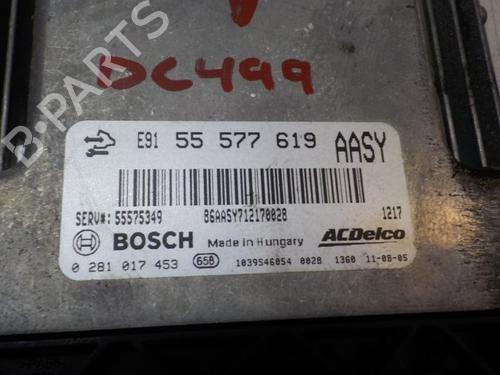 DC499
E91 55 577 619 AASY
SERV#: 55575349 86AASY712170028 1217
BOSCH Made in Hungary ACDelco
0 281 017 453 65B 1039S46054 0028 1360 11-08-05
B-PARTS